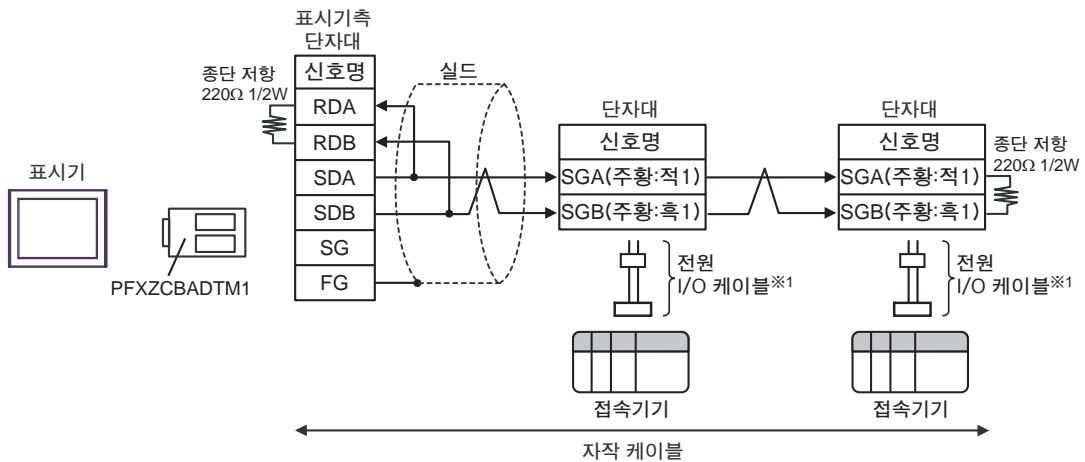 표시기
PFXZCBADTM1
표시기측
단자대
종단 저항
220Ω 1/2W
신호명
RDA
RDB
SDA
SDB
SG
FG
실드
단자대
신호명
SGA(주황:적1)
SGB(주황:흑1)
전원
I/O 케이블※1
접속기기
단자대
신호명
SGA(주황:적1)
SGB(주황:흑1)
종단 저항
220Ω 1/2W
전원
I/O 케이블※1
접속기기
자작 케이블